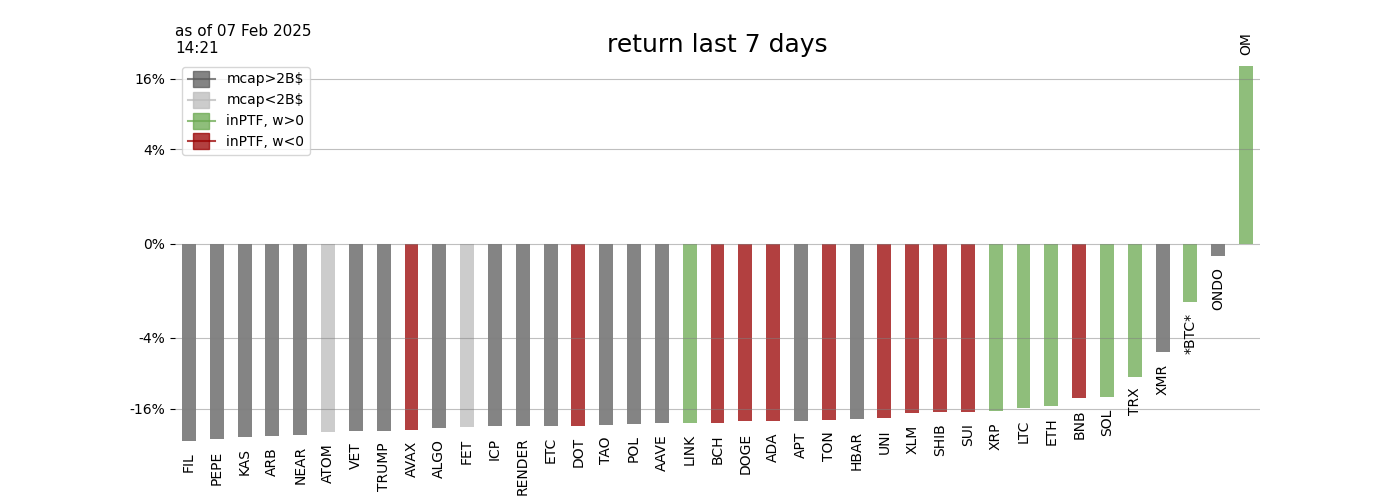 as of 07 Feb 2025
14:21
return last 7 days
mcap>2B$
mcap<2B$
inPTF, w>0
inPTF, w<0
16%
4%
0%
-4%
-16%
FIL
PEPE
KAS
ARB
NEAR
ATOM
VET
TRUMP
AVAX
ALGO
FET
ICP
RENDER
ETC
DOT
TAO
POL
AAVE
LINK
BCH
DOGE
ADA
APT
TON
HBAR
UNI
XLM
SHIB
SUI
XRP
LTC
ETH
BNB
SOL
TRX
XMR
*BTC*
ONDO
OM